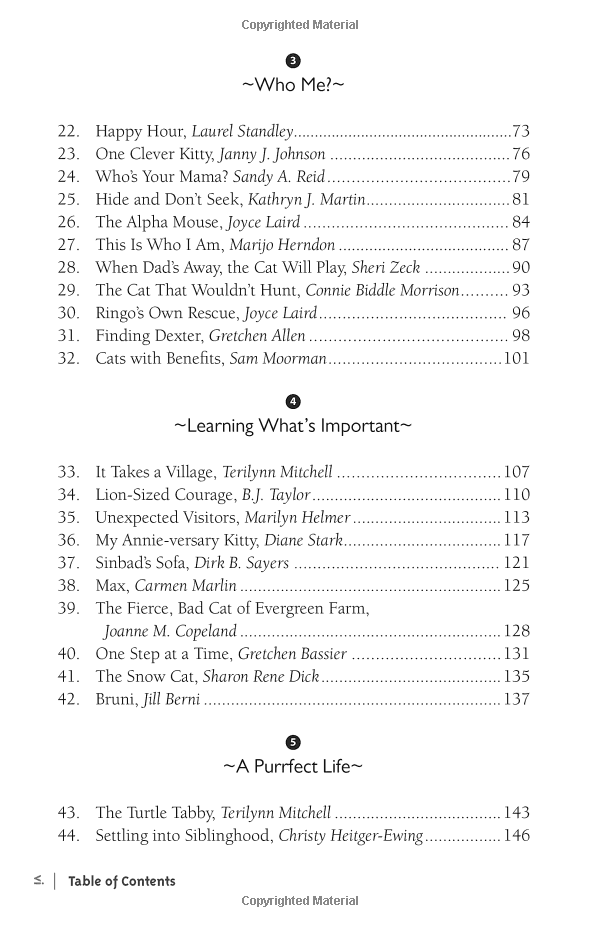 Copyrighted Material
3
~Who Me?~
22. Happy Hour, Laurel Standley....................................................73
23. One Clever Kitty, Janny J. Johnson .......................................76
24. Who's Your Mama? Sandy A. Reid.......................................79
25. Hide and Don't Seek, Kathryn J. Martin...............................81
26. The Alpha Mouse, Joyce Laird .............................................84
27. This Is Who I Am, Marijo Herndon .....................................87
28. When Dad's Away, the Cat Will Play, Sheri Zeck ...................90
29. The Cat That Wouldn't Hunt, Connie Biddle Morrison..........93
30. Ringo's Own Rescue, Joyce Laird.........................................96
31. Finding Dexter, Gretchen Allen ...........................................98
32. Cats with Benefits, Sam Moorman.....................................101
4
~Learning What's Important~
33. It Takes a Village, Terilynn Mitchell ..................................107
34. Lion-Sized Courage, B.J. Taylor.........................................110
35. Unexpected Visitors, Marilyn Helmer................................113
36. My Annie-versary Kitty, Diane Stark..................................117
37. Sinbad's Sofa, Dirk B. Sayers ............................................121
38. Max, Carmen Marlin ........................................................125
39. The Fierce, Bad Cat of Evergreen Farm,
Joanne M. Copeland ........................................................128
40. One Step at a Time, Gretchen Bassier ...............................131
41. The Snow Cat, Sharon Rene Dick.......................................135
42. Bruni, Jill Berni ................................................................137
5
~A Purrfect Life~
43. The Turtle Tabby, Terilynn Mitchell ....................................143
44. Settling into Siblinghood, Christy Heitger-Ewing.................146
Table of Contents
Copyrighted Material